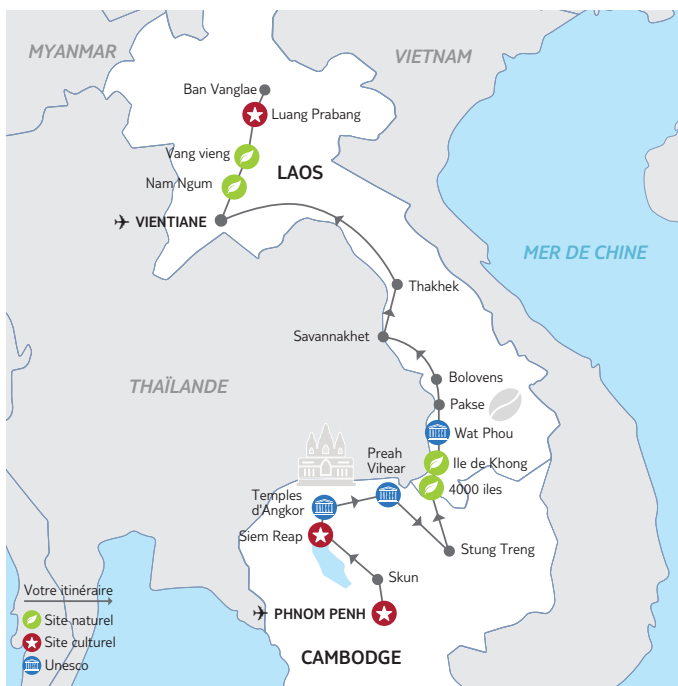 MYANMAR
VIETNAM
Ban Vanglae
Luang Prabang
Vang vieng
LAOS
Nam Ngum
VIENTIANE
MER DE CHINE
Thakhek
Savannakhet
THAÏLANDE
Bolovens
Pakse
Wat Phou
Preah
Vihear
Ile de Khong
4000 iles
Temples
d'Angkor
Siem Reap
Stung Treng
Skun
PHNOM PENH
CAMBODGE
Votre itinéraire
Site naturel
Site culturel
Unesco